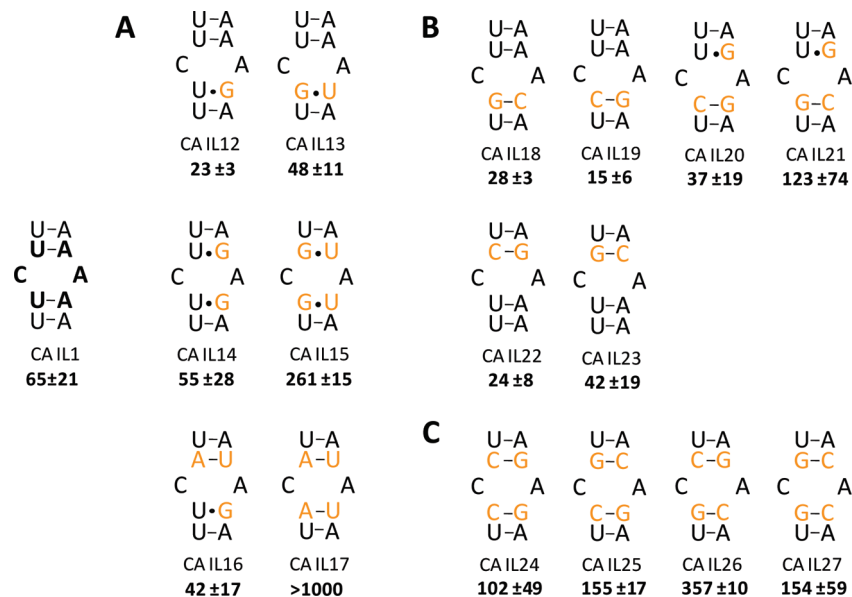 A
U–A U–A
U–A U–A
C A C A
U•G G•U
U–A U–A
CA IL12 CA IL13
23 ±3 48 ±11
B
U–A U–A U–A U–A
U–A U–A U•G U•G
C A C A C A C A
G–C C–G C–G G–C
U–A U–A U–A U–A
CA IL18 CA IL19 CA IL20 CA IL21
28 ±3 15 ±6 37 ±19 123 ±74
U–A
U–A
C A
U–A
U–A
CA IL1
65±21
U–A U–A
U•G G•U
C A C A
U•G G•U
U–A U–A
CA IL14 CA IL15
55 ±28 261 ±15
U–A U–A
C–G G–C
C A C A
U–A U–A
U–A U–A
CA IL22 CA IL23
24 ±8 42 ±19
U–A U–A
A–U A–U
C A C A
U•G A–U
U–A U–A
CA IL16 CA IL17
42 ±17 >1000
C
U–A U–A U–A U–A
C–G G–C C–G G–C
C A C A C A C A
C–G C–G G–C G–C
U–A U–A U–A U–A
CA IL24 CA IL25 CA IL26 CA IL27
102 ±49 155 ±17 357 ±10 154 ±59